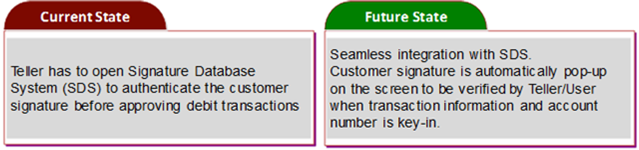 Current State
Teller has to open Signature Database
System (SDS) to authenticate the customer
signature before approving debit transactions
Future State
Seamless integration with SDS.
Customer signature is automatically pop-up
on the screen to be verified by Teller/User
when transaction information and account
number is key-in.